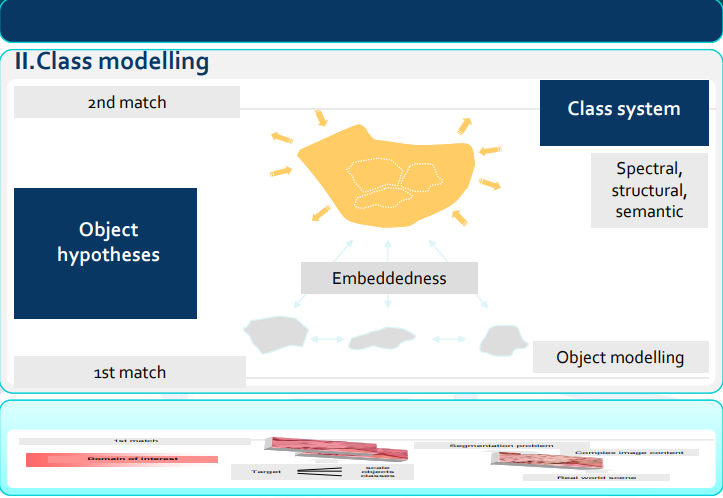 II.Class modelling
2nd match
Class system
Spectral,
structural,
semantic
Object
hypotheses
Embeddedness
Object modelling
1st match
1st match
Domain of interest
Target
scale
objects
classes
Segmentation problem
Complex image content
Real world scene